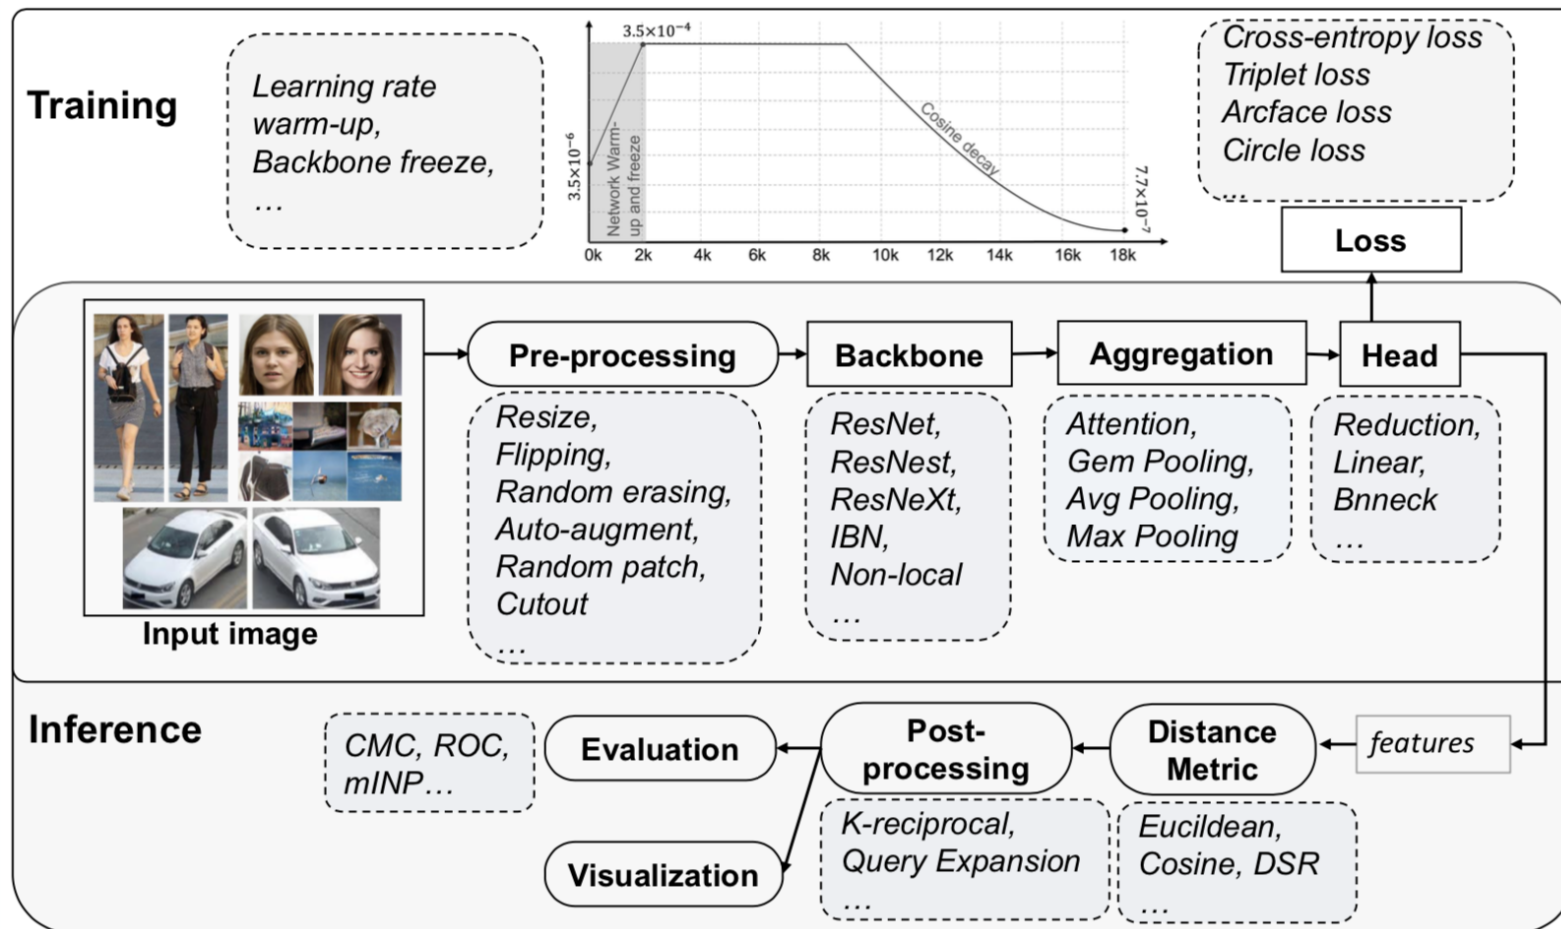 Training
Learning rate
warm-up,
Backbone freeze,
…
3.5×10⁻⁴
3.5×10⁻⁶
Network Warm-
up and freeze
Cosine decay
7.7×10⁻⁷
0k 2k 4k 6k 8k 10k 12k 14k 16k 18k
Cross-entropy loss
Triplet loss
Arcface loss
Circle loss
…
Loss
Input image
Pre-processing
Resize,
Flipping,
Random erasing,
Auto-augment,
Random patch,
Cutout
…
Backbone
ResNet,
ResNest,
ResNeXt,
IBN,
Non-local
…
Aggregation
Attention,
Gem Pooling,
Avg Pooling,
Max Pooling
Head
Reduction,
Linear,
Bnneck
…
Inference
features
Distance
Metric
Eucildean,
Cosine, DSR
…
Post-
processing
K-reciprocal,
Query Expansion
…
Evaluation
CMC, ROC,
mINP…
Visualization